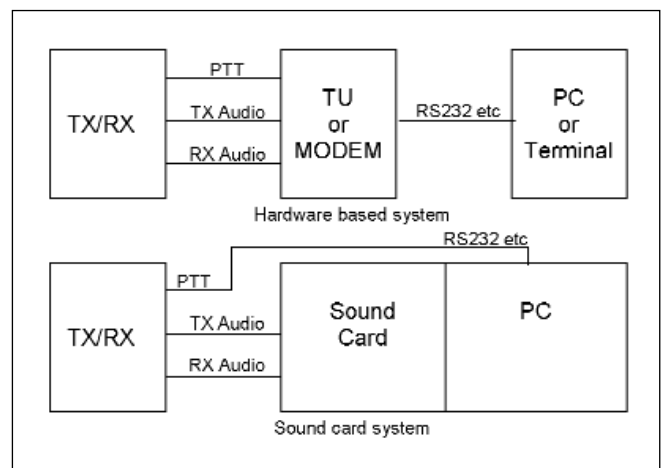 PTT
TX/RX
TX Audio
RX Audio
TU
or
MODEM
RS232 etc
PC
or
Terminal
Hardware based system
RS232 etc
PTT
TX/RX
TX Audio
RX Audio
Sound
Card
PC
Sound card system